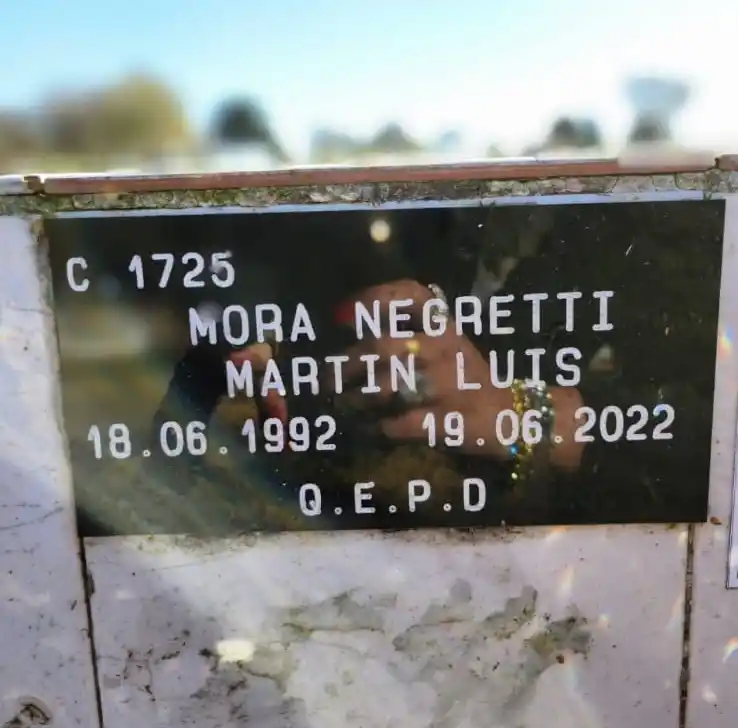 C 1725
MORA NEGRETTI
MARTIN LUIS
18.06.1992 19.06.2022
Q.E.P.D